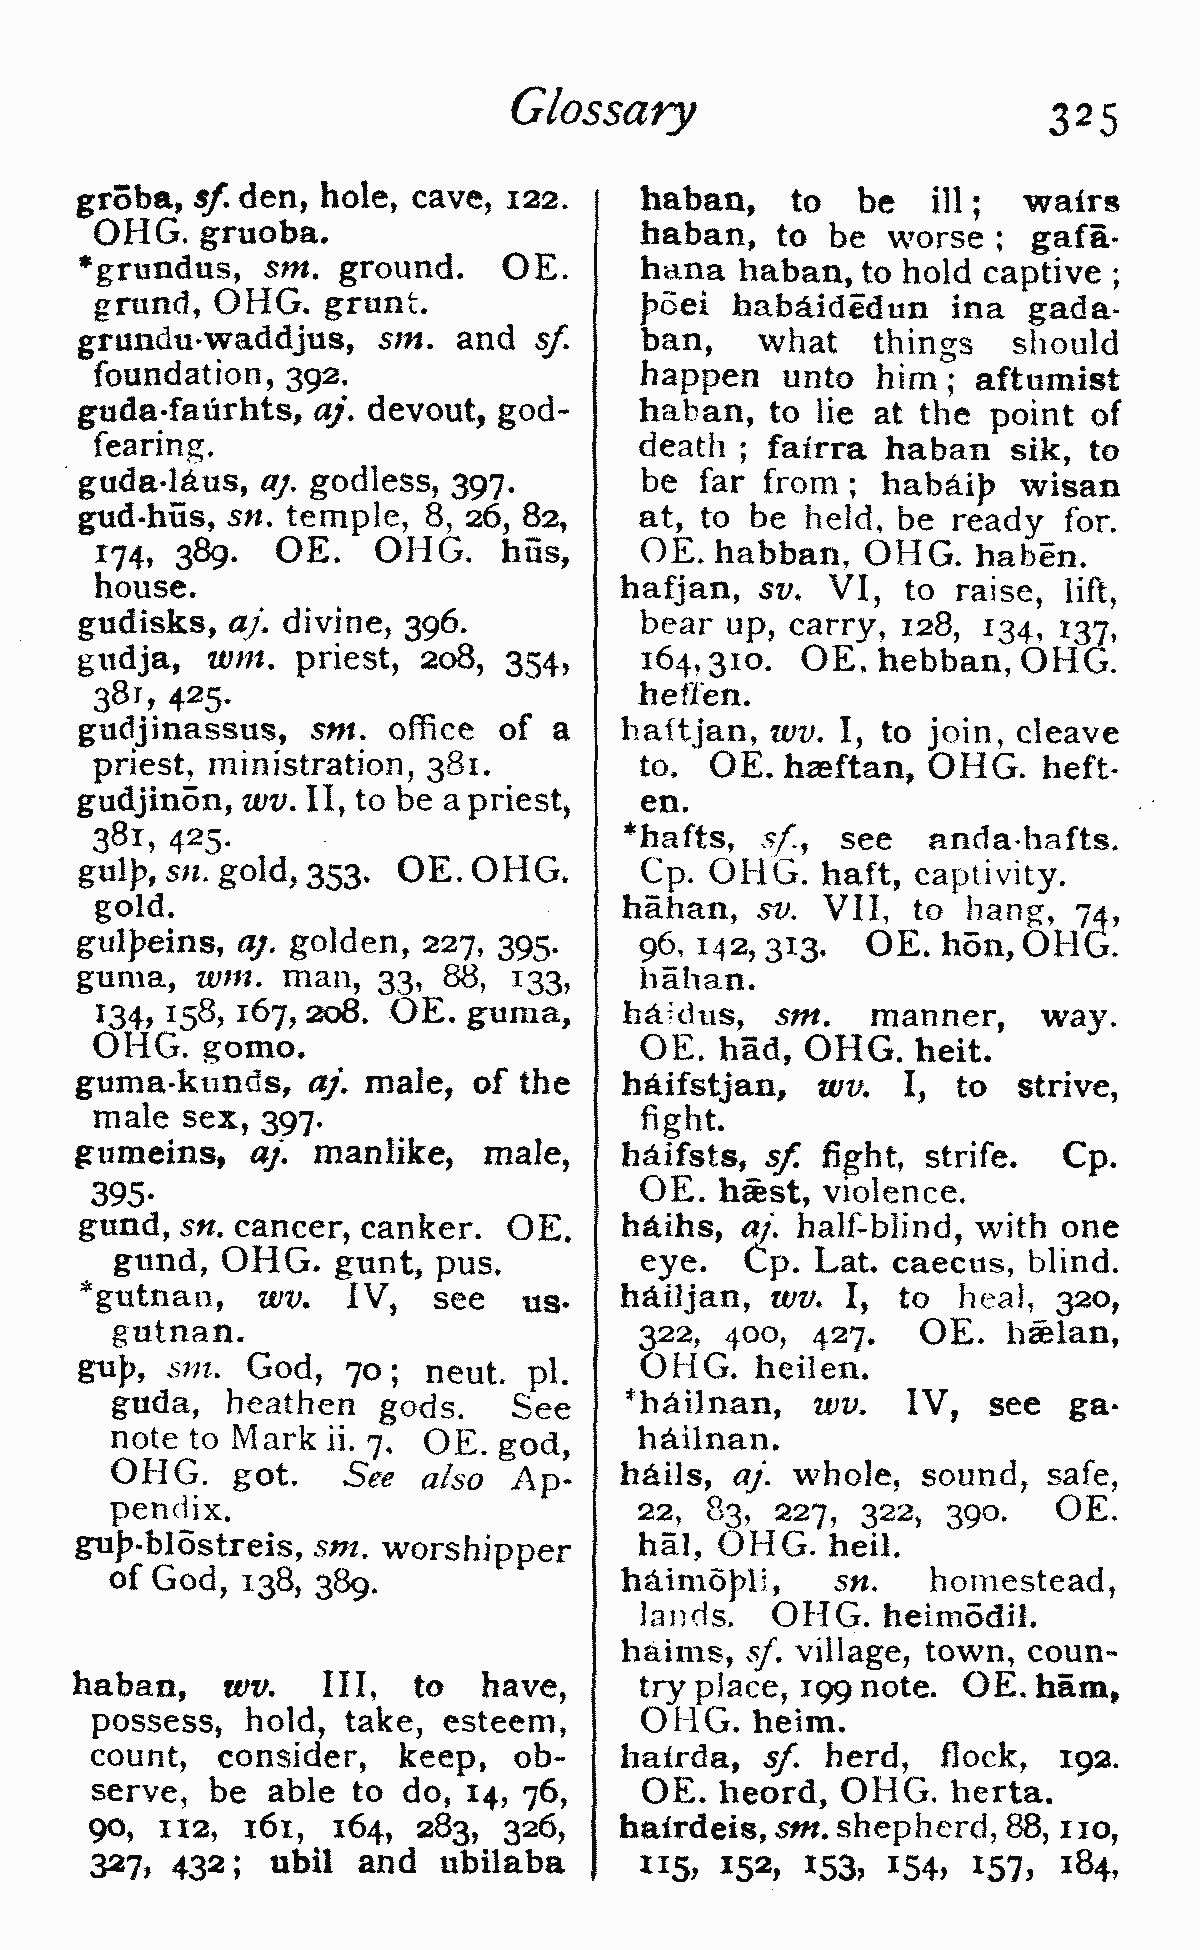 Glossary 325
grōba, sf. den, hole, cave, 122.
OHG. gruoba.
*grundus, sm. ground. OE.
grund, OHG. grunt.
grundu-waddjus, sm. and sf.
foundation, 392.
guda-faúrhts, aj. devout, god-
fearing.
guda-láus, aj. godless, 397.
gud-hūs, sn. temple, 8, 26, 82,
174, 389. OE. OHG. hūs,
house.
gudisks, aj. divine, 396.
gudja, wm. priest, 208, 354,
381, 425.
gudjinassus, sm. office of a
priest, ministration, 381.
gudjinōn, wv. II, to be a priest,
381, 425.
gulþ, sn. gold, 353. OE. OHG.
gold.
gulþeins, aj. golden, 227, 395.
guma, wm. man, 33, 88, 133,
134, 158, 167, 208. OE. guma,
OHG. gomo.
guma-kunds, aj. male, of the
male sex, 397.
gumeins, aj. manlike, male,
395.
gund, sn. cancer, canker. OE.
gund, OHG. gunt, pus.
*gutnan, wv. IV, see us-
gutnan.
guþ, sm. God, 70; neut. pl.
guda, heathen gods. See
note to Mark ii. 7. OE. god,
OHG. got. See also Ap-
pendix.
guþ-blōstreis, sm. worshipper
of God, 138, 389.
haban, wv. III, to have,
possess, hold, take, esteem,
count, consider, keep, ob-
serve, be able to do, 14, 76,
90, 112, 161, 164, 283, 326,
327, 432; ubil and ubilaba
haban, to be ill; waírs
haban, to be worse; gafā-
hana haban, to hold captive;
þōei habáidēdun ina gada-
ban, what things should
happen unto him; aftumist
haban, to lie at the point of
death; faírra haban sik, to
be far from; habáiþ wisan
at, to be held, be ready for.
OE. habban, OHG. habēn.
hafjan, sv. VI, to raise, lift,
bear up, carry, 128, 134, 137,
164, 310. OE. hebban, OHG.
heffen.
haftjan, wv. I, to join, cleave
to. OE. hæftan, OHG. heft-
en.
*hafts, sf., see anda-hafts.
Cp. OHG. haft, captivity.
hāhan, sv. VII, to hang, 74,
96, 142, 313. OE. hōn, OHG.
hāhan.
háidus, sm. manner, way.
OE. hād, OHG. heit.
háifstjan, wv. I, to strive,
fight.
háifsts, sf. fight, strife. Cp.
OE. hǣst, violence.
háihs, aj. half-blind, with one
eye. Cp. Lat. caecus, blind.
háiljan, wv. I, to heal, 320,
322, 400, 427. OE. hǣlan,
OHG. heilen.
*háilnan, wv. IV, see ga-
háilnan.
háils, aj. whole, sound, safe,
22, 83, 227, 322, 390. OE.
hāl, OHG. heil.
háimōþli, sn. homestead,
lands. OHG. heimōdil.
háims, sf. village, town, coun-
try place, 199 note. OE. hām,
OHG. heim.
haírda, sf. herd, flock, 192.
OE. heord, OHG. herta.
haírdeis, sm. shepherd, 88, 110,
115, 152, 153, 154, 157, 184,